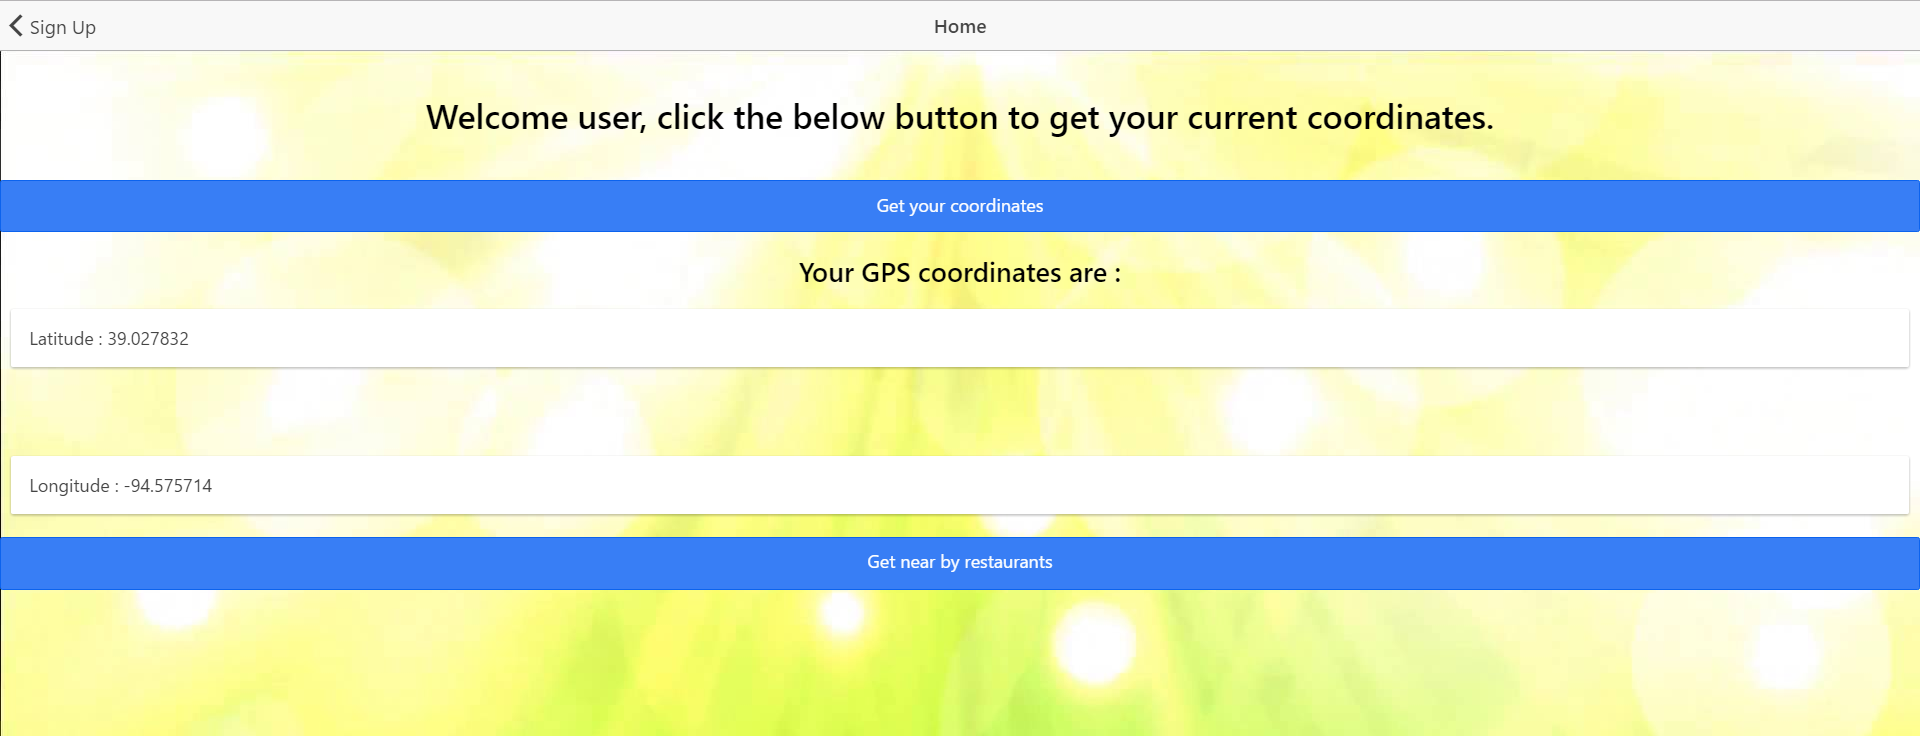 Sign Up
Home
Welcome user, click the below button to get your current coordinates.
Get your coordinates
Your GPS coordinates are :
Latitude : 39.027832
Longitude : -94.575714
Get near by restaurants